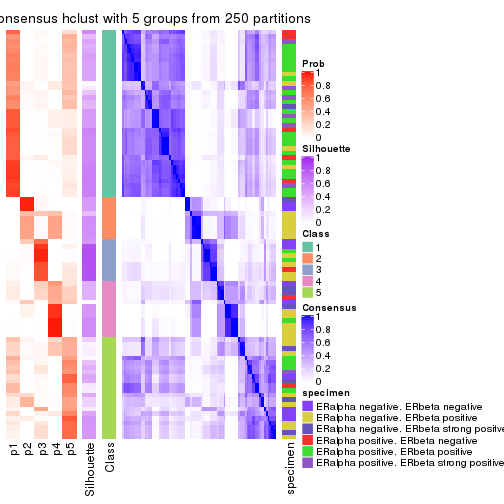 onsensus hclust with 5 groups from 250 partitions
Prob
1
0.8
0.6
0.4
0.2
0
Silhouette
1
0.8
0.6
0.4
0.2
0
Class
1
2
3
4
5
Consensus
1
0.8
0.6
0.4
0.2
0
specimen
ERalpha negative. ERbeta negative
ERalpha negative. ERbeta positive
ERalpha negative. ERbeta strong positive
ERalpha positive. ERbeta negative
ERalpha positive. ERbeta positive
ERalpha positive. ERbeta strong positive
p1
p2
p3
p4
p5
Silhouette
Class
specimen